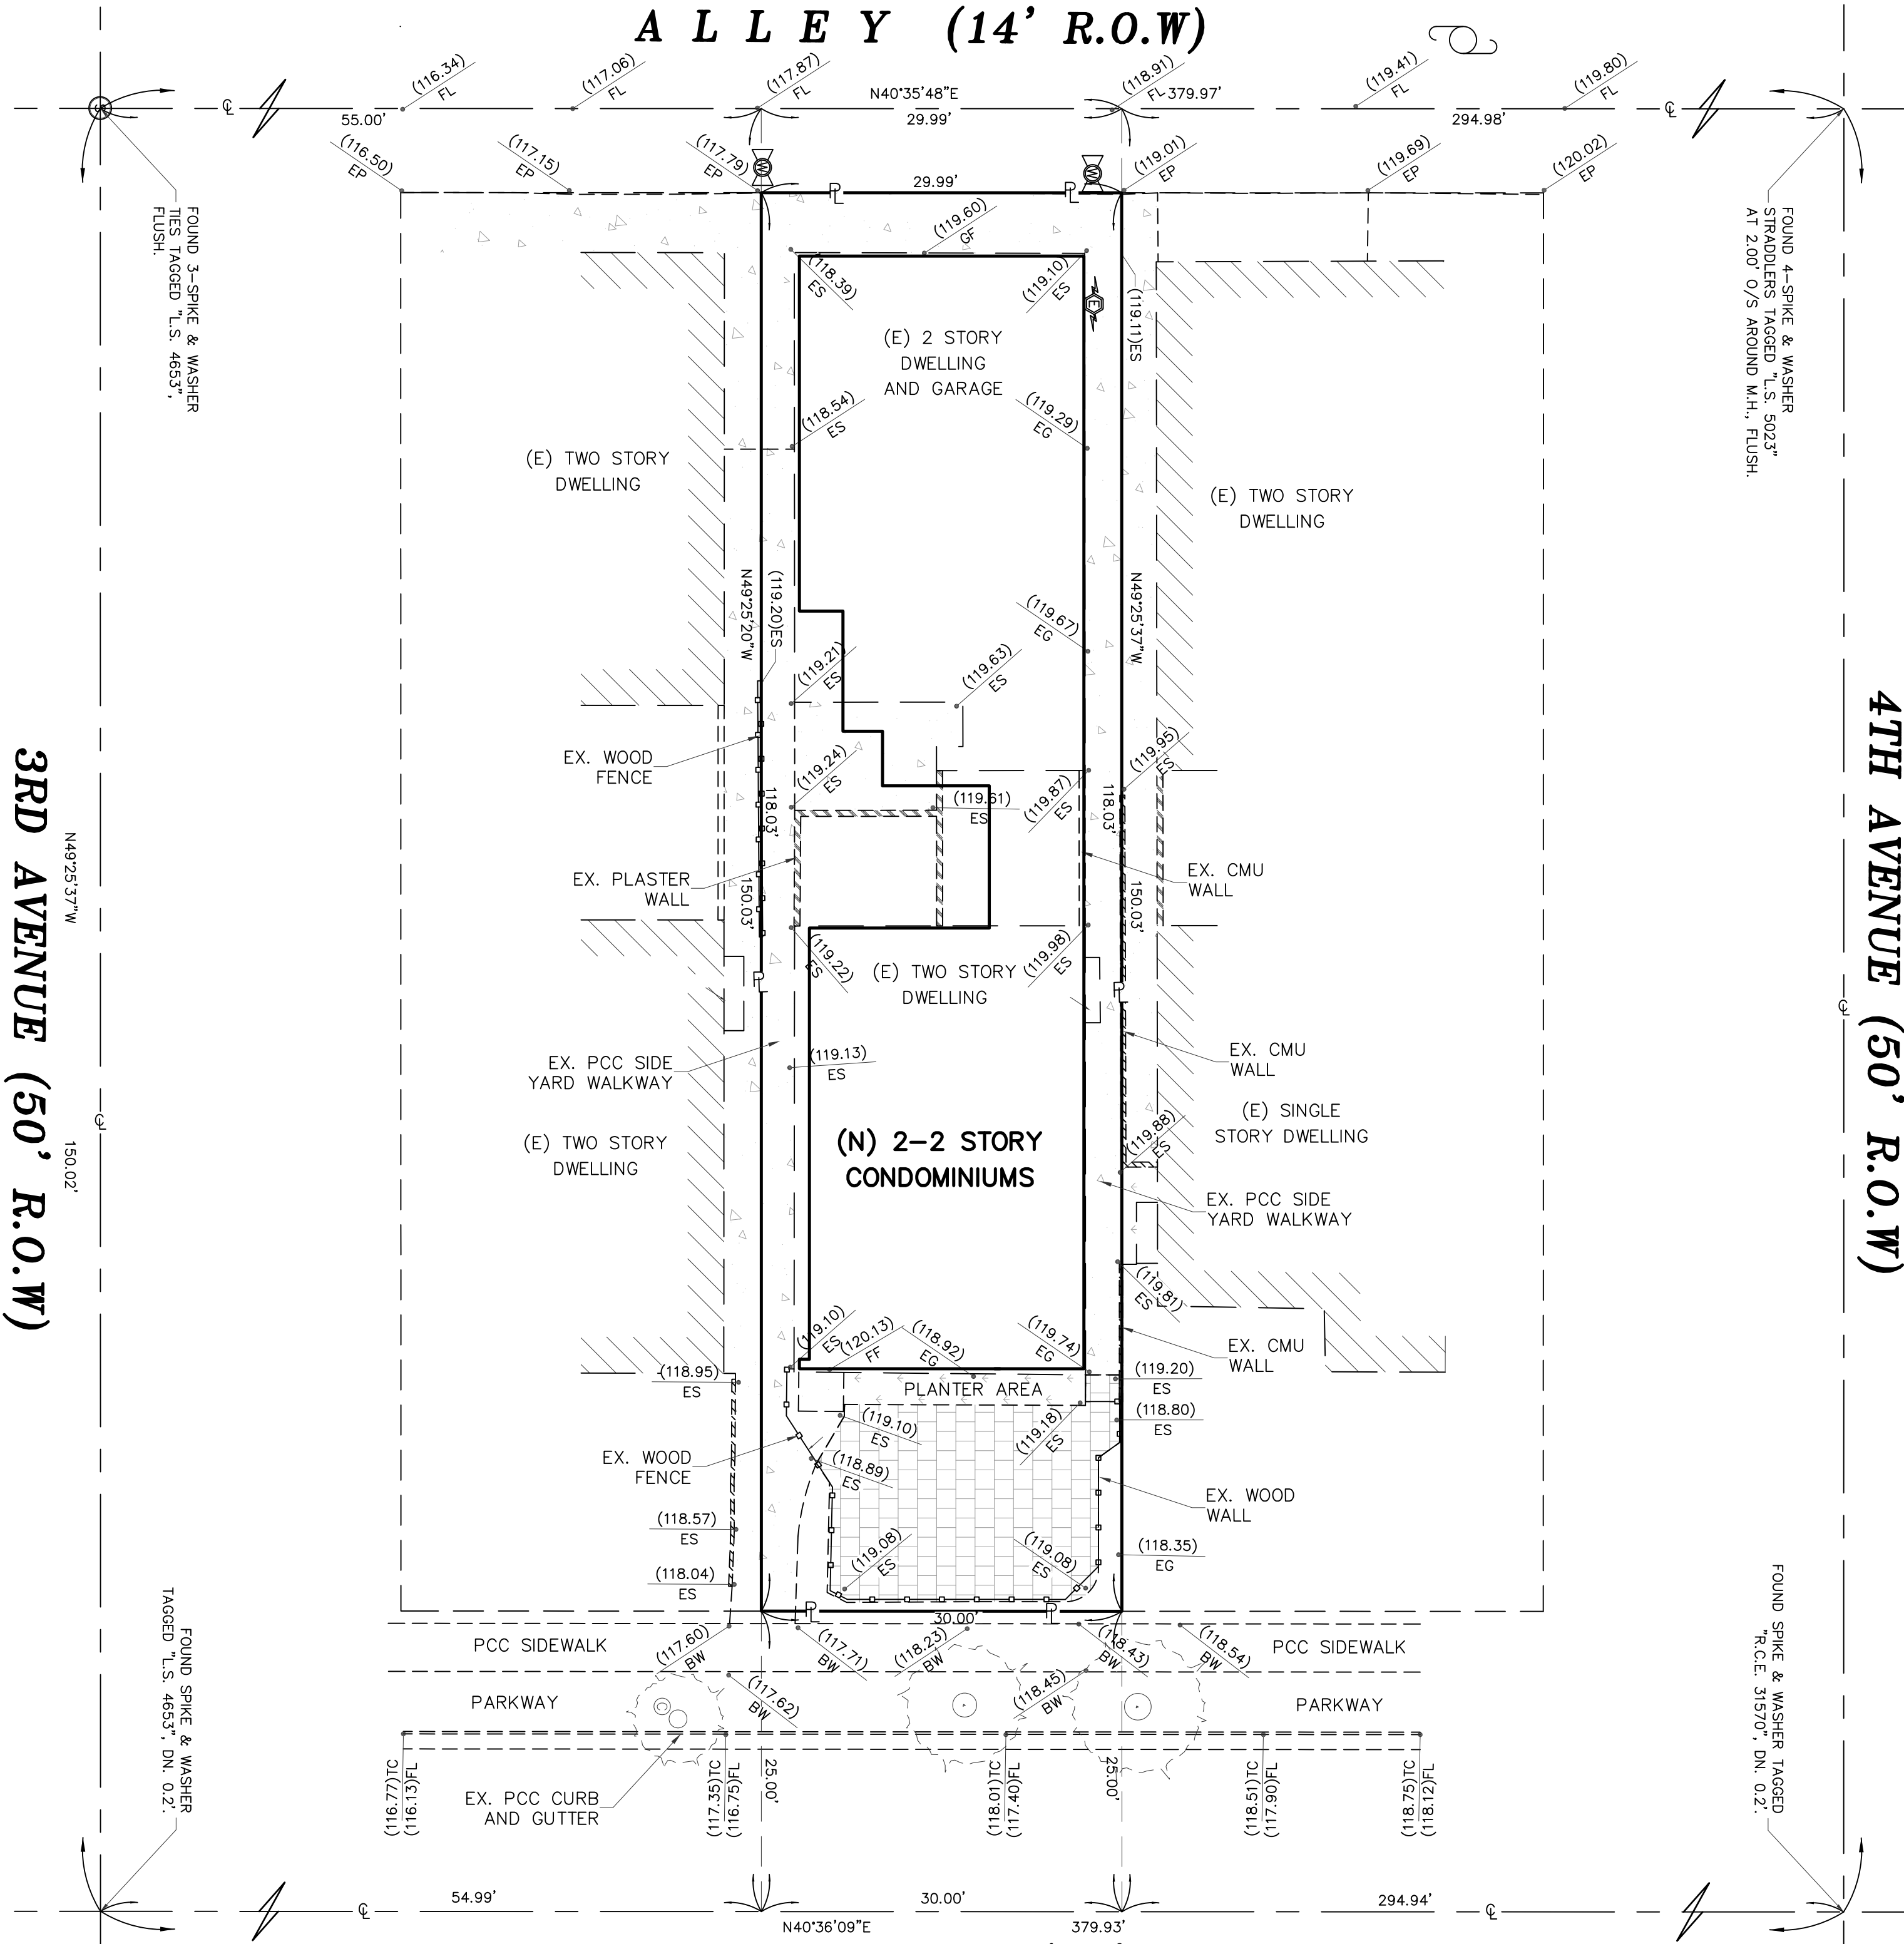 A L L E Y (14' R.O.W)
(116.34)
FL
(117.06)
FL
(117.87)
FL
N40°35'48"E
(118.91)
FL
379.97'
(119.41)
FL
(119.80)
FL
℄
55.00'
29.99'
294.98'
℄
(116.50)
EP
(117.15)
EP
(117.79)
EP
W
PL
29.99'
PL
W
(119.01)
EP
(119.69)
EP
(120.02)
EP
S
FOUND 3-SPIKE & WASHER
TIES TAGGED "L.S. 4653",
FLUSH.
FOUND 4-SPIKE & WASHER
STRADDLERS TAGGED "L.S. 5023"
AT 2.00' O/S AROUND M.H., FLUSH.
(119.60)
GF
(118.39)
ES
(119.10)
ES
E
(119.11)ES
(E) 2 STORY
DWELLING
AND GARAGE
(118.54)
ES
(119.29)
EG
(E) TWO STORY
DWELLING
(E) TWO STORY
DWELLING
N49°25'20"W
(119.20)ES
(119.67)
EG
N49°25'37"W
(119.21)
ES
(119.63)
ES
EX. WOOD
FENCE
(119.24)
ES
118.03'
(119.61)
ES
(119.87)
ES
118.03'
(119.95)
ES
EX. PLASTER
WALL
150.03'
150.03'
EX. CMU
WALL
3RD AVENUE (50' R.O.W)
N49°25'37"W
℄
150.02'
4TH AVENUE (50' R.O.W)
℄
(119.22)
ES
(E) TWO STORY
DWELLING
(119.98)
ES
PL
PL
EX. PCC SIDE
YARD WALKWAY
(119.13)
ES
EX. CMU
WALL
(E) TWO STORY
DWELLING
(N) 2-2 STORY
CONDOMINIUMS
(119.88)
ES
(E) SINGLE
STORY DWELLING
EX. PCC SIDE
YARD WALKWAY
(119.81)
ES
(119.10)
ES
(120.13)
FF
(118.92)
EG
(119.74)
EG
EX. CMU
WALL
(118.95)
ES
PLANTER AREA
(119.20)
ES
(118.80)
ES
(119.10)
ES
(119.18)
ES
EX. WOOD
FENCE
(118.89)
ES
EX. WOOD
WALL
(118.57)
ES
(119.08)
ES
(119.08)
ES
(118.35)
EG
(118.04)
ES
PL
30.00'
PL
PCC SIDEWALK
(117.60)
BW
(117.71)
BW
(118.23)
BW
(118.43)
BW
(118.54)
BW
PCC SIDEWALK
PARKWAY
C
(117.62)
BW
(118.45)
BW
PARKWAY
(116.77)TC
(116.13)FL
EX. PCC CURB
AND GUTTER
(117.35)TC
(116.75)FL
25.00'
(118.01)TC
(117.40)FL
25.00'
(118.51)TC
(117.90)FL
(118.75)TC
(118.12)FL
FOUND SPIKE & WASHER
TAGGED "L.S. 4653", DN. 0.2'.
FOUND SPIKE & WASHER TAGGED
"R.C.E. 31570", DN. 0.2'.
℄
54.99'
30.00'
294.94'
℄
N40°36'09"E
379.93'